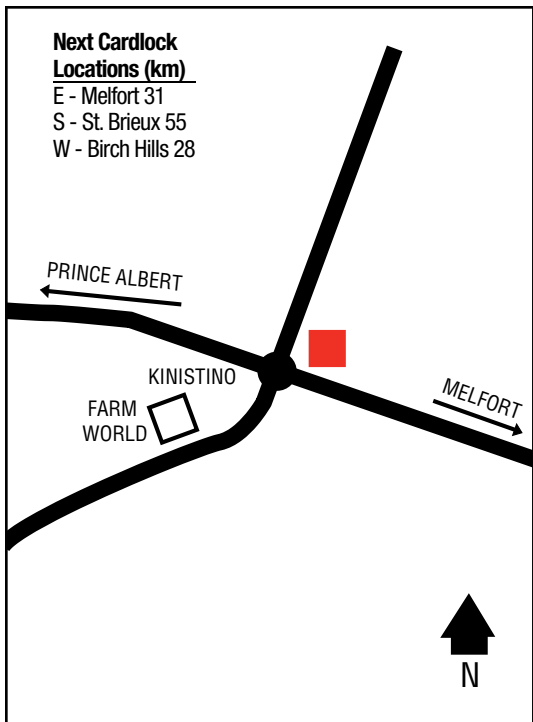 Next Cardlock
Locations (km)
E - Melfort 31
S - St. Brieux 55
W - Birch Hills 28
PRINCE ALBERT
KINISTINO
FARM
WORLD
MELFORT
N